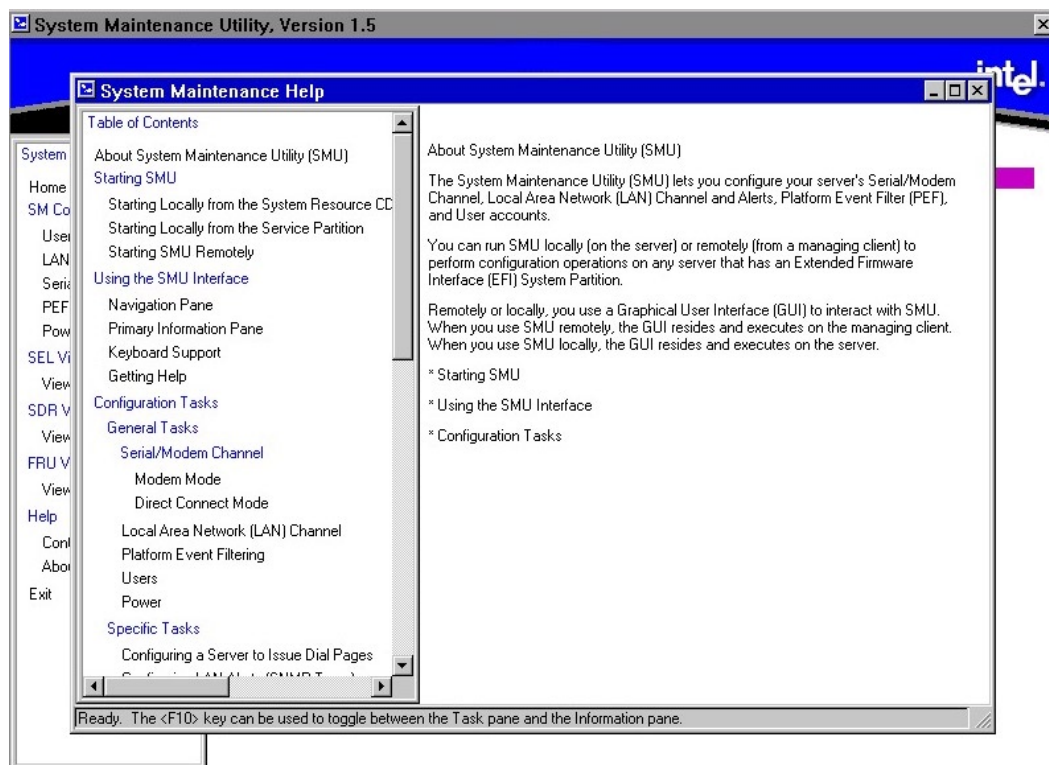 System Maintenance Utility, Version 1.5
intel.
System Maintenance Help
System
Home
SM
User
LAN
PEF
SEL
View
SDR
View
FRU
View
Help
Exit
Table of Contents
About System Maintenance Utility (SMU)
Starting SMU
Starting Locally from the System Resource CD
Starting Locally from the Service Partition
Starting SMU Remotely
Using the SMU Interface
Navigation Pane
Primary Information Pane
Keyboard Support
Getting Help
Configuration Tasks
General Tasks
Serial/Modem Channel
Modem Mode
Direct Connect Mode
Local Area Network (LAN) Channel
Platform Event Filtering
Users
Power
Specific Tasks
Configuring a Server to Issue Dial Pages
About System Maintenance Utility (SMU)
The System Maintenance Utility (SMU) lets you configure your server's Serial/Modem
Channel, Local Area Network (LAN) Channel and Alerts, Platform Event Filter (PEF),
and User accounts.
You can run SMU locally (on the server) or remotely (from a managing client) to
perform configuration operations on any server that has an Extended Firmware
Interface (EFI) System Partition.
Remotely or locally, you use a Graphical User Interface (GUI) to interact with SMU.
When you use SMU remotely, the GUI resides and executes on the managing client.
When you use SMU locally, the GUI resides and executes on the server.
* Starting SMU
* Using the SMU Interface
* Configuration Tasks
Ready. The <F10> key can be used to toggle between the Task pane and the Information pane.